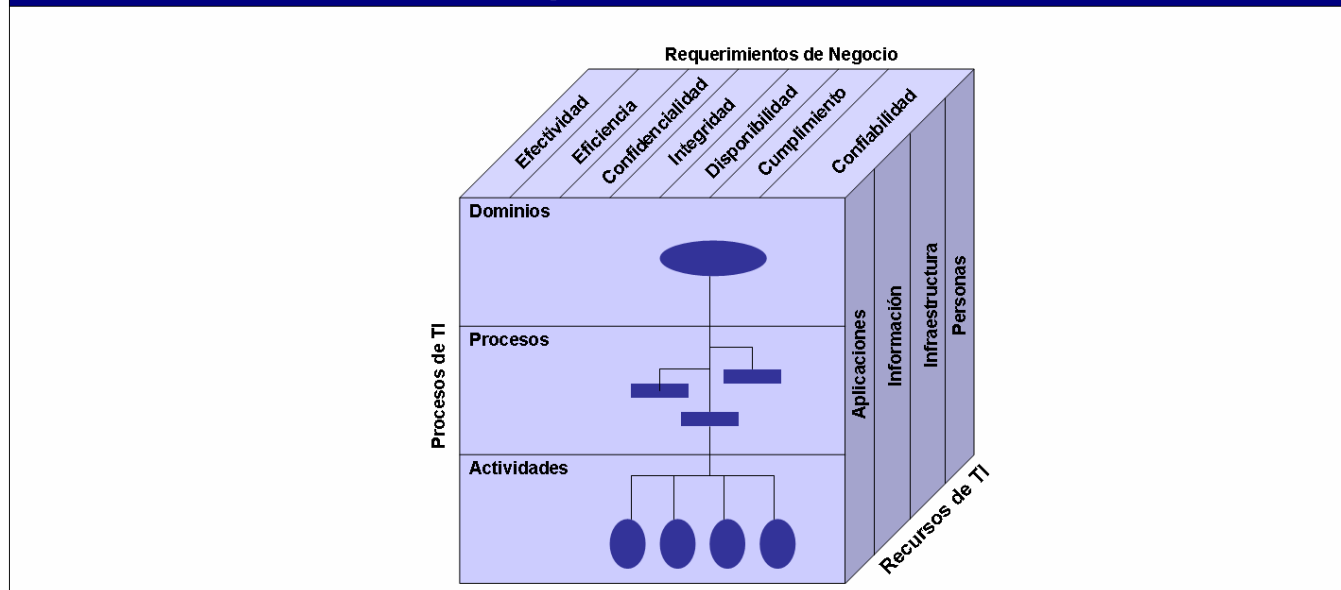 Requerimientos de Negocio
Efectividad
Eficiencia
Confidencialidad
Integridad
Disponibilidad
Cumplimiento
Confiabilidad
Dominios
Procesos
Actividades
Procesos de TI
Aplicaciones
Información
Infraestructura
Personas
Recursos de TI